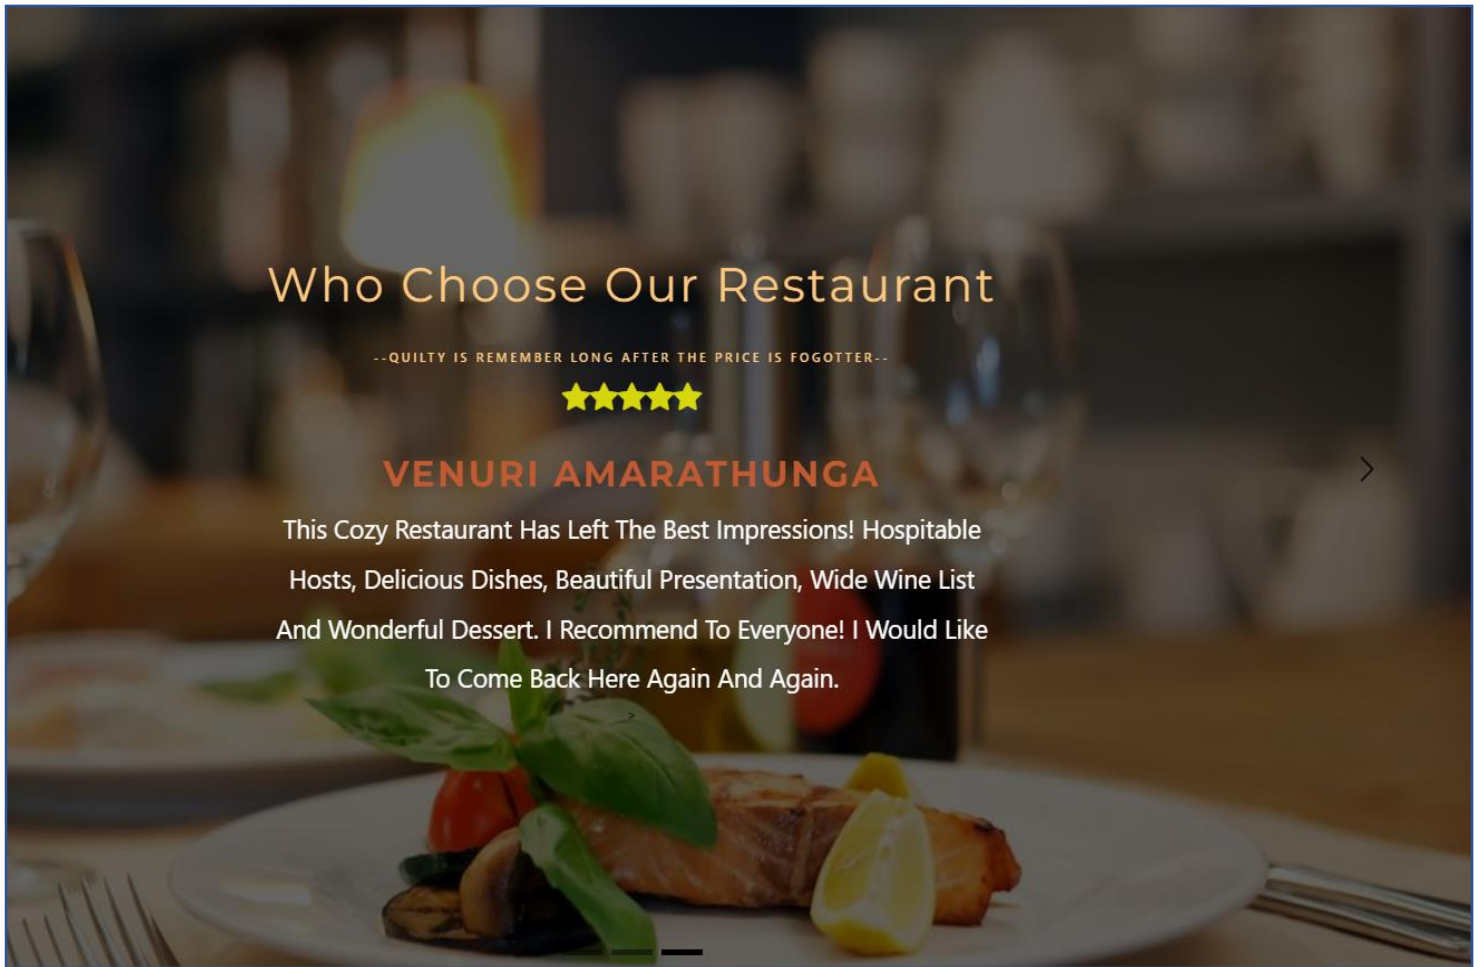 Who Choose Our Restaurant
--QUILTY IS REMEMBER LONG AFTER THE PRICE IS FOGOTTER--
VENURI AMARATHUNGA
This Cozy Restaurant Has Left The Best Impressions! Hospitable
Hosts, Delicious Dishes, Beautiful Presentation, Wide Wine List
And Wonderful Dessert. I Recommend To Everyone! I Would Like
To Come Back Here Again And Again.
>